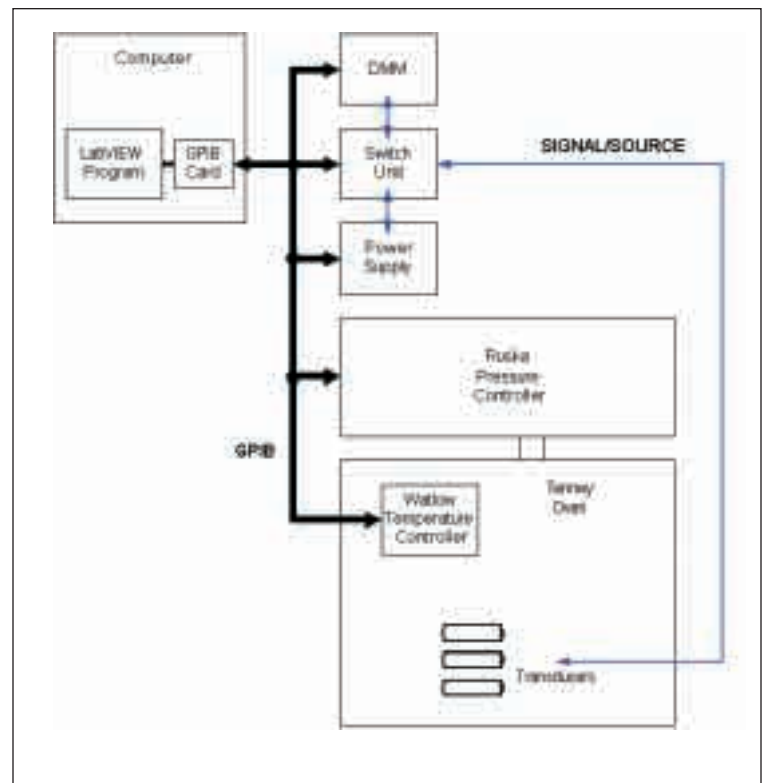 Computer
LabVIEW
Program
GPIB
Card
DMM
Switch
Unit
SIGNAL/SOURCE
Power
Supply
Ruska
Pressure
Controller
GPIB
Watlow
Temperature
Controller
Tenney
Oven
Transducers